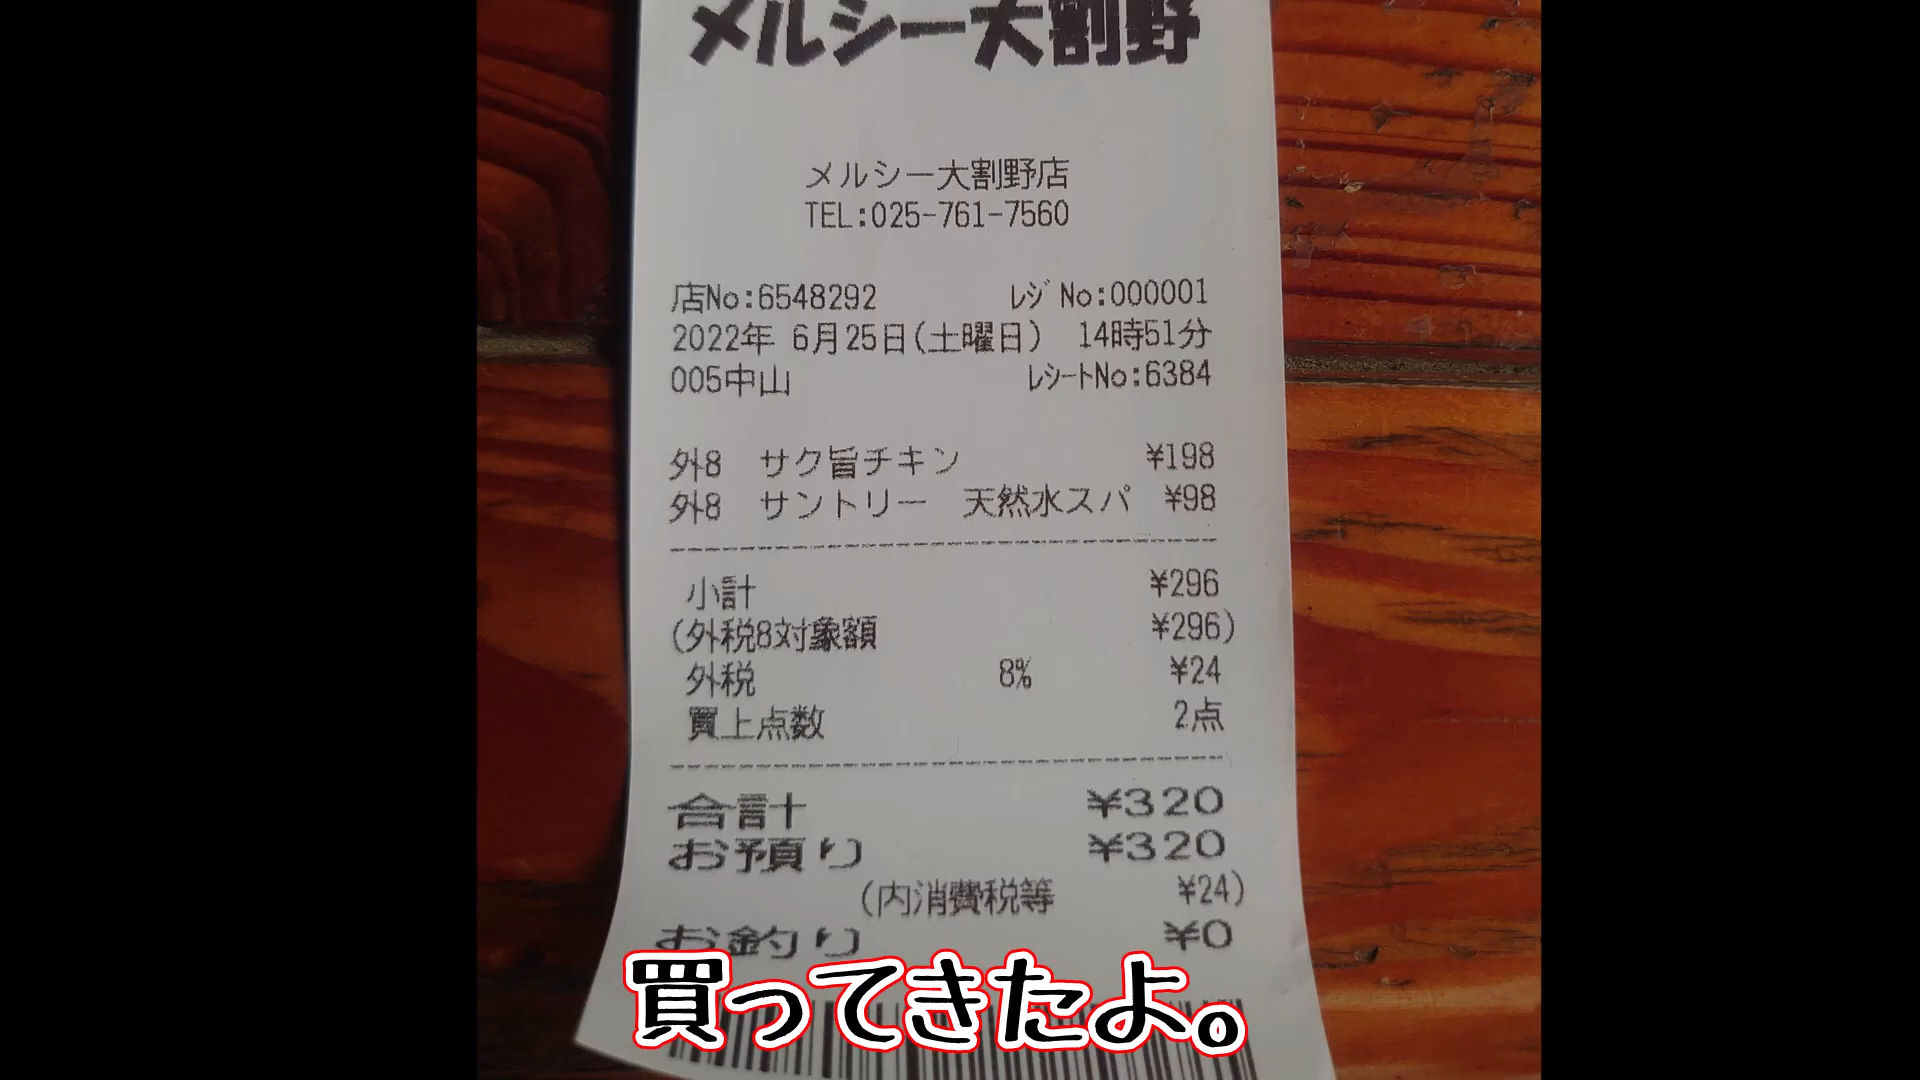 メルシー大割野
メルシー大割野店
TEL:025-761-7560
店No:6548292 ﾚｼﾞNo:000001
2022年 6月25日(土曜日) 14時51分
005中山 ﾚｼｰﾄNo:6384
外8 サク旨チキン ¥198
外8 サントリー 天然水スパ ¥98
小計 ¥296
(外税8対象額 ¥296)
外税 8% ¥24
買上点数 2点
合計 ¥320
お預り ¥320
(内消費税等 ¥24)
お釣り ¥0
買ってきたよ。